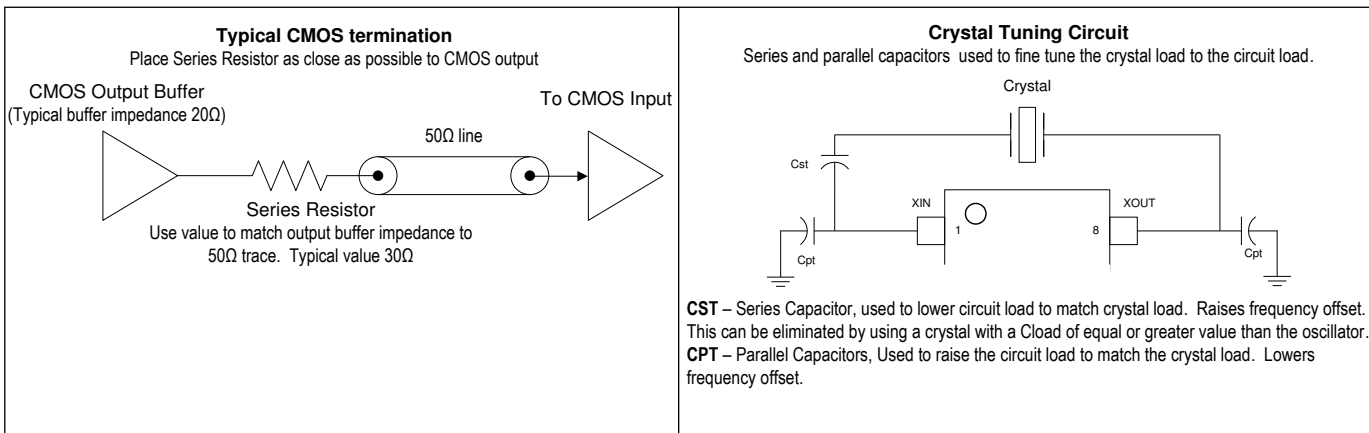 Typical CMOS termination
Place Series Resistor as close as possible to CMOS output
CMOS Output Buffer
(Typical buffer impedance 20Ω)
To CMOS Input
50Ω line
Series Resistor
Use value to match output buffer impedance to
50Ω trace. Typical value 30Ω
Crystal Tuning Circuit
Series and parallel capacitors used to fine tune the crystal load to the circuit load.
Crystal
Cst
XIN
XOUT
1
8
Cpt
Cpt
CST – Series Capacitor, used to lower circuit load to match crystal load. Raises frequency offset.
This can be eliminated by using a crystal with a Cload of equal or greater value than the oscillator.
CPT – Parallel Capacitors, Used to raise the circuit load to match the crystal load. Lowers
frequency offset.